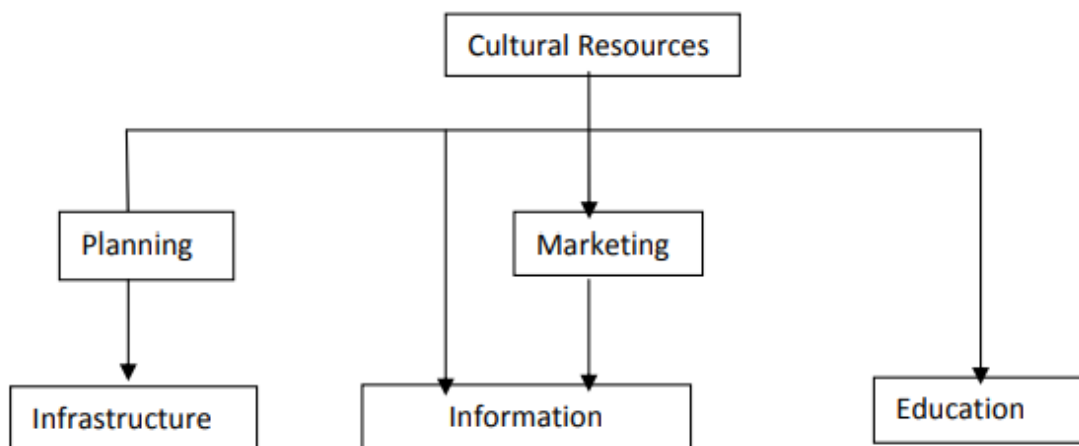 Cultural Resources
Planning
Marketing
Infrastructure
Information
Education